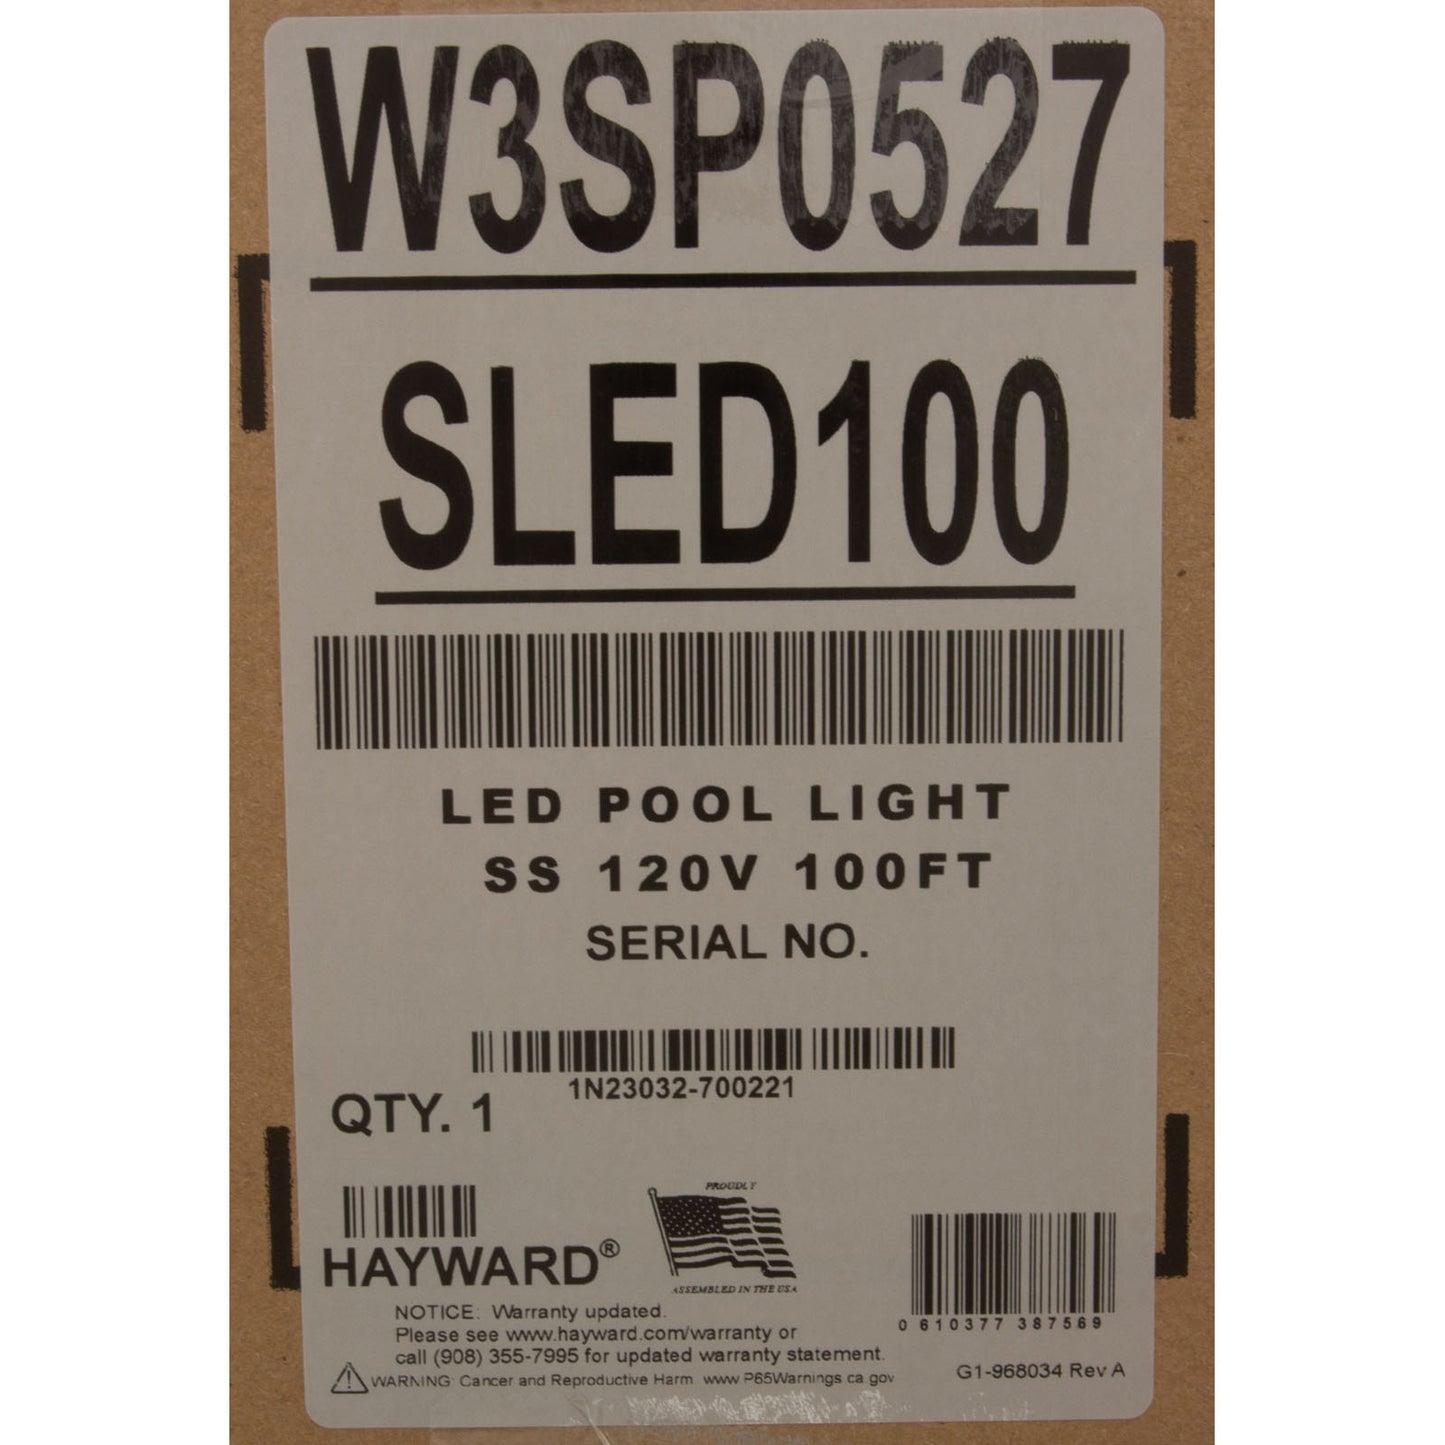 W3SP0527
SLED100
LED POOL LIGHT
SS 120V 100FT
SERIAL NO.
1N23032-700221
QTY. 1
PROUDLY
ASSEMBLED IN THE USA
HAYWARD®
NOTICE: Warranty updated.
Please see www.hayward.com/warranty or
call (908) 355-7995 for updated warranty statement.
WARNING: Cancer and Reproductive Harm www.P65Warnings.ca.gov
0 610377 387569
G1-968034 Rev A